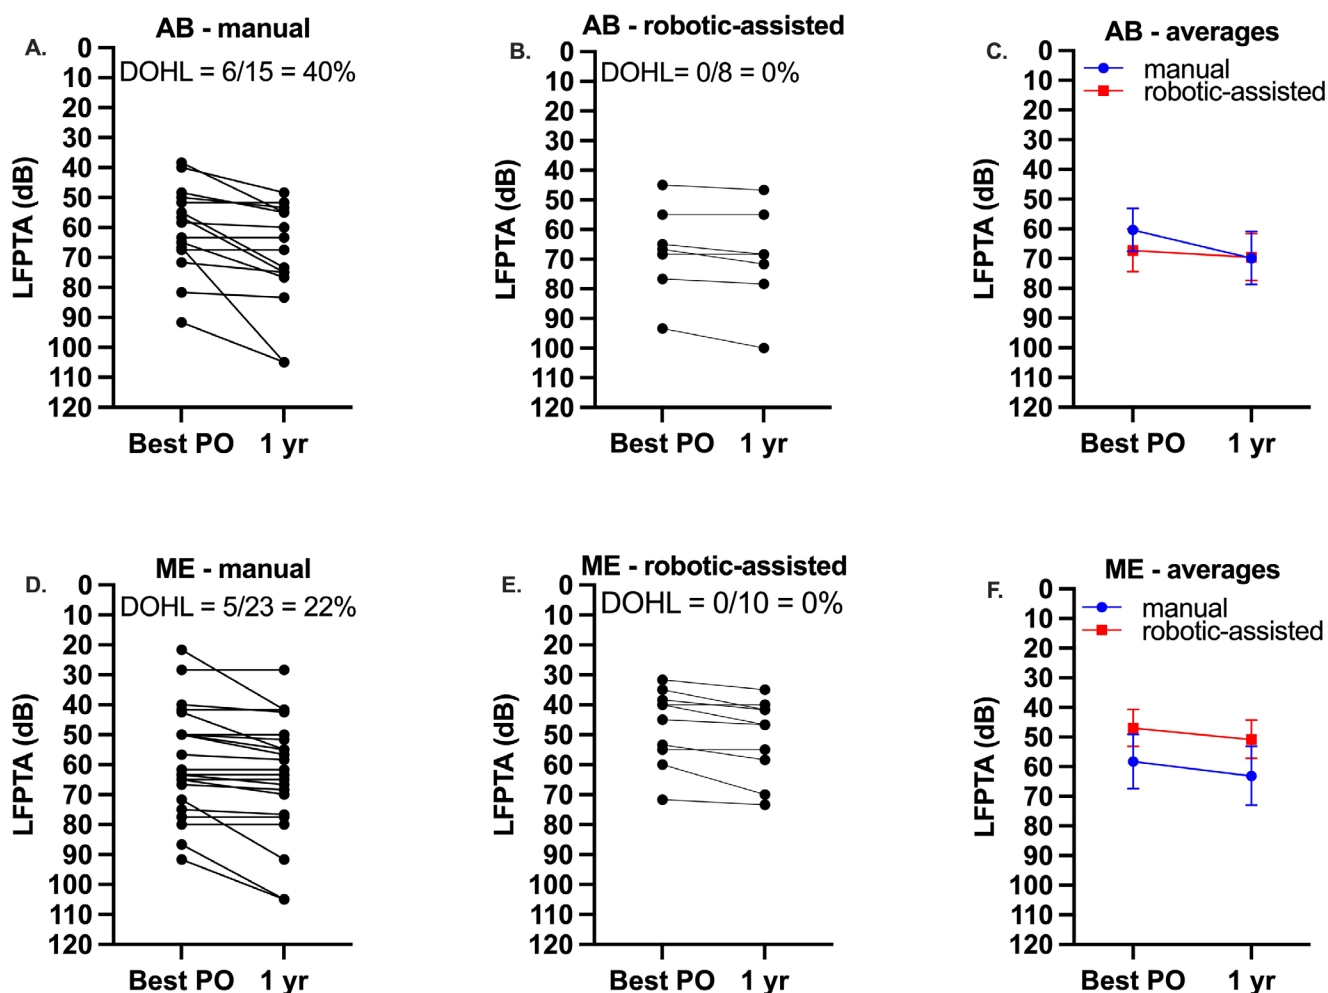 A.
AB - manual
DOHL = 6/15 = 40%
LFPTA (dB)
0
10
20
30
40
50
60
70
80
90
100
110
120
Best PO
1 yr
B.
AB - robotic-assisted
DOHL= 0/8 = 0%
LFPTA (dB)
0
10
20
30
40
50
60
70
80
90
100
110
120
Best PO
1 yr
C.
AB - averages
manual
robotic-assisted
LFPTA (dB)
0
10
20
30
40
50
60
70
80
90
100
110
120
Best PO
1 yr
D.
ME - manual
DOHL = 5/23 = 22%
LFPTA (dB)
0
10
20
30
40
50
60
70
80
90
100
110
120
Best PO
1 yr
E.
ME - robotic-assisted
DOHL = 0/10 = 0%
LFPTA (dB)
0
10
20
30
40
50
60
70
80
90
100
110
120
Best PO
1 yr
F.
ME - averages
manual
robotic-assisted
LFPTA (dB)
0
10
20
30
40
50
60
70
80
90
100
110
120
Best PO
1 yr